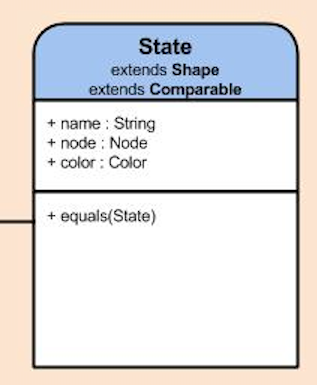 State
extends Shape
extends Comparable
+ name : String
+ node : Node
+ color : Color
+ equals(State)